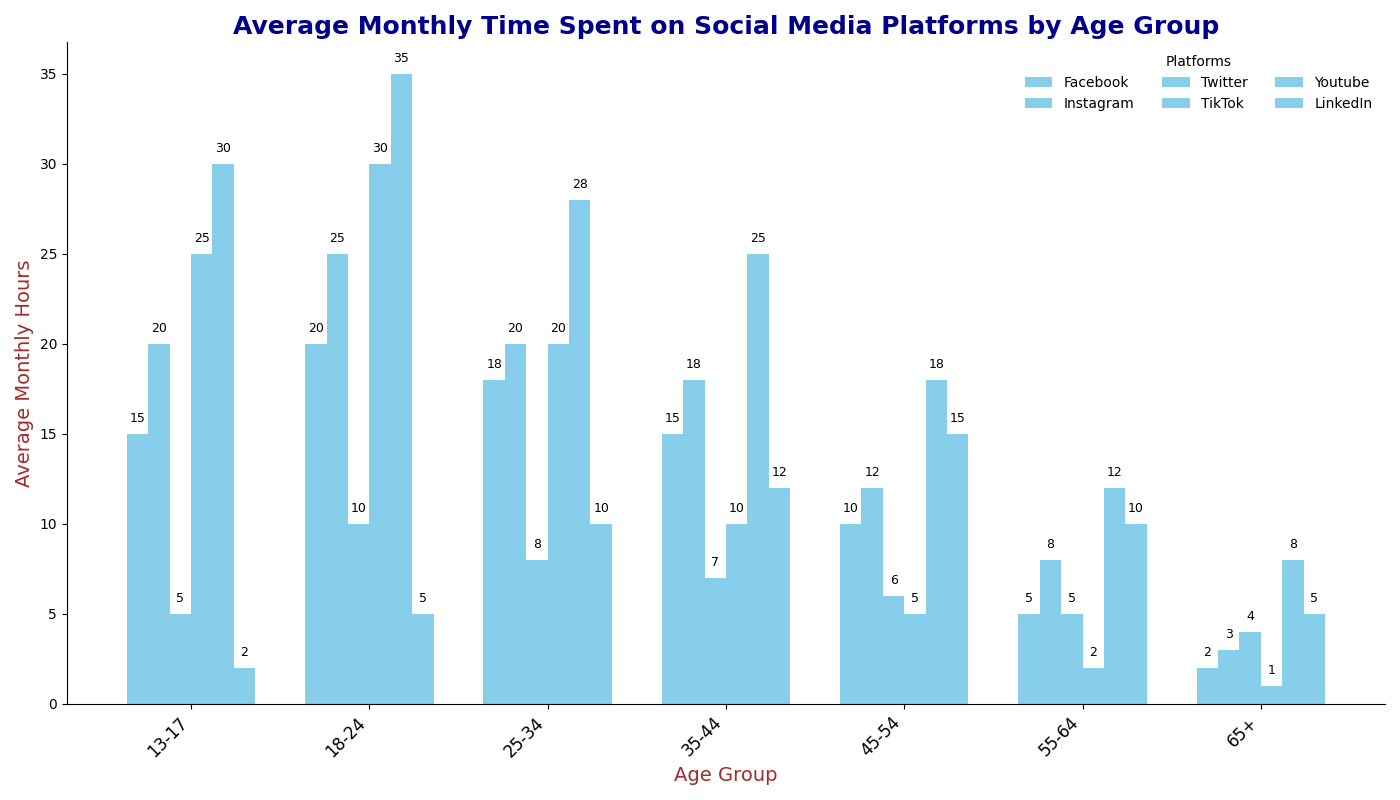 Average Monthly Time Spent on Social Media Platforms by Age Group
Platforms
Facebook Twitter Youtube
Instagram TikTok LinkedIn
Average Monthly Hours
35
30
25
20
15
10
5
0
15 20 5 25 30 2
20 25 10 30 35 5
18 20 8 20 28 10
15 18 7 10 25 12
10 12 6 5 18 15
5 8 5 2 12 10
2 3 4 1 8 5
13-17 18-24 25-34 35-44 45-54 55-64 65+
Age Group